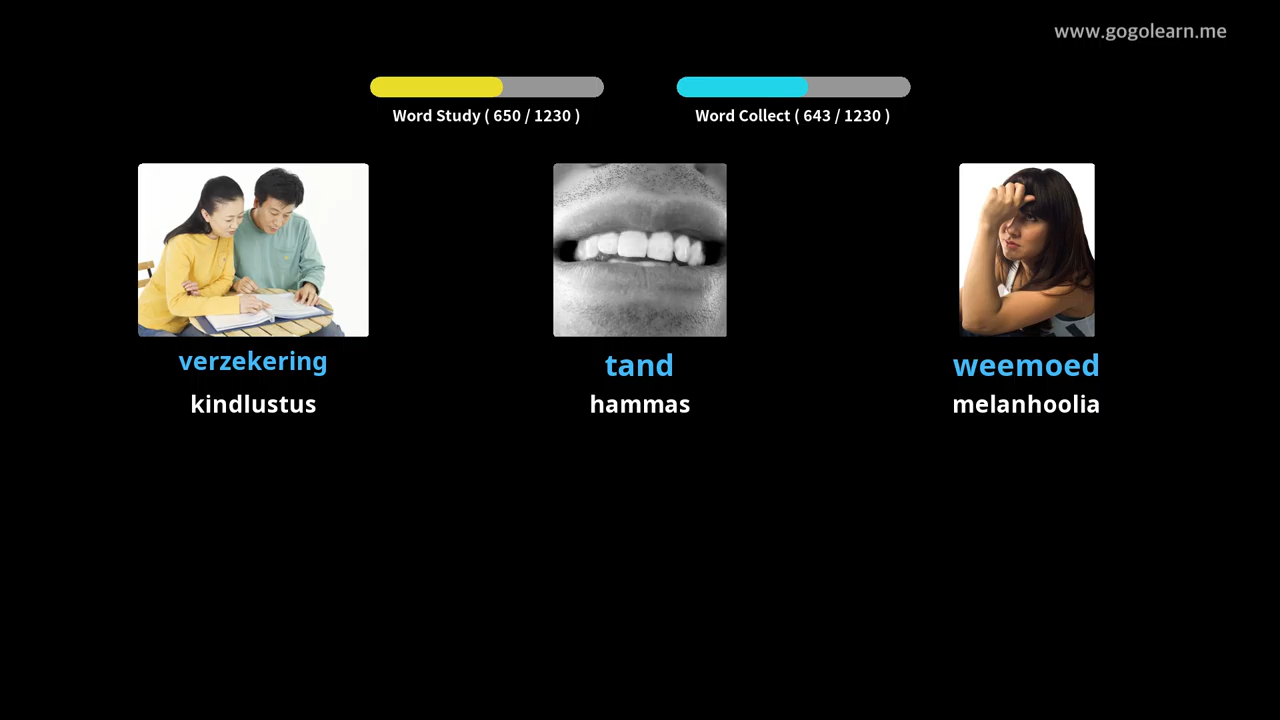 www.gogolearn.me
Word Study ( 650 / 1230 )
Word Collect ( 643 / 1230 )
verzekering
kindlustus
tand
hammas
weemoed
melanhoolia